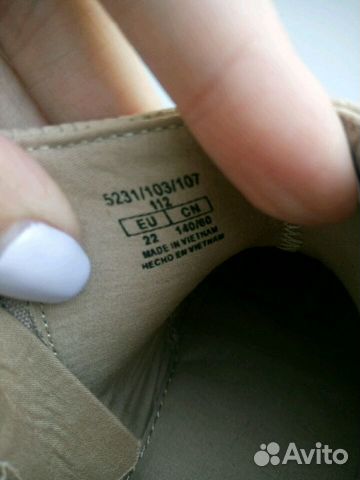 5231/103/107
112
EU CN
22 140/60
MADE IN VIETNAM
HECHO EN VIETNAM
Avito